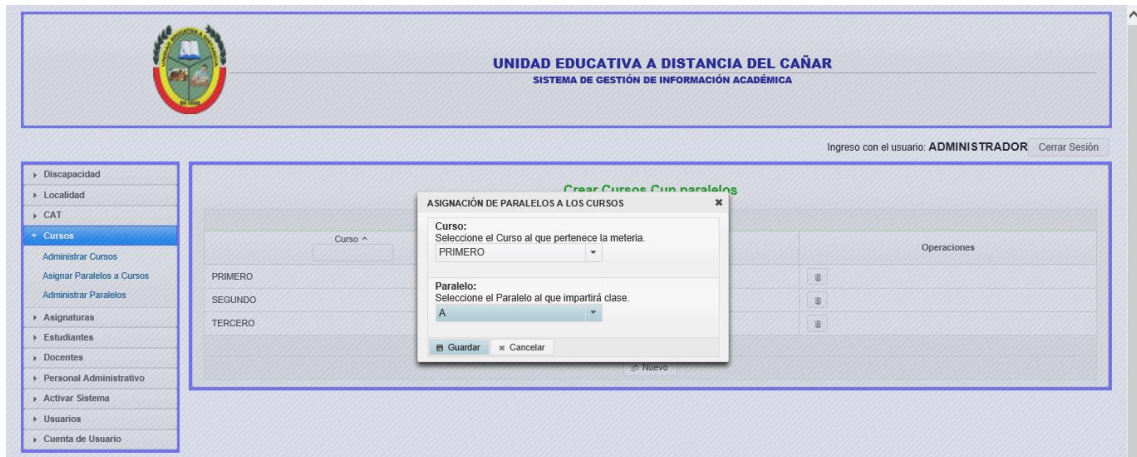 UNIDAD EDUCATIVA A DISTANCIA DEL CAÑAR
SISTEMA DE GESTIÓN DE INFORMACIÓN ACADÉMICA
Ingreso con el usuario: ADMINISTRADOR Cerrar Sesión
Discapacidad
Localidad
CAT
Cursos
Administrar Cursos
Asignar Paralelos a Cursos
Administrar Paralelos
Asignaturas
Estudiantes
Docentes
Personal Administrativo
Activar Sistema
Usuarios
Cuenta de Usuario
Crear Cursos Cun paralelos
Curso
Operaciones
PRIMERO
SEGUNDO
TERCERO
Nuevo
ASIGNACIÓN DE PARALELOS A LOS CURSOS
Curso:
Seleccione el Curso al que pertenece la meteria.
PRIMERO
Paralelo:
Seleccione el Paralelo al que impartirá clase.
A
Guardar Cancelar